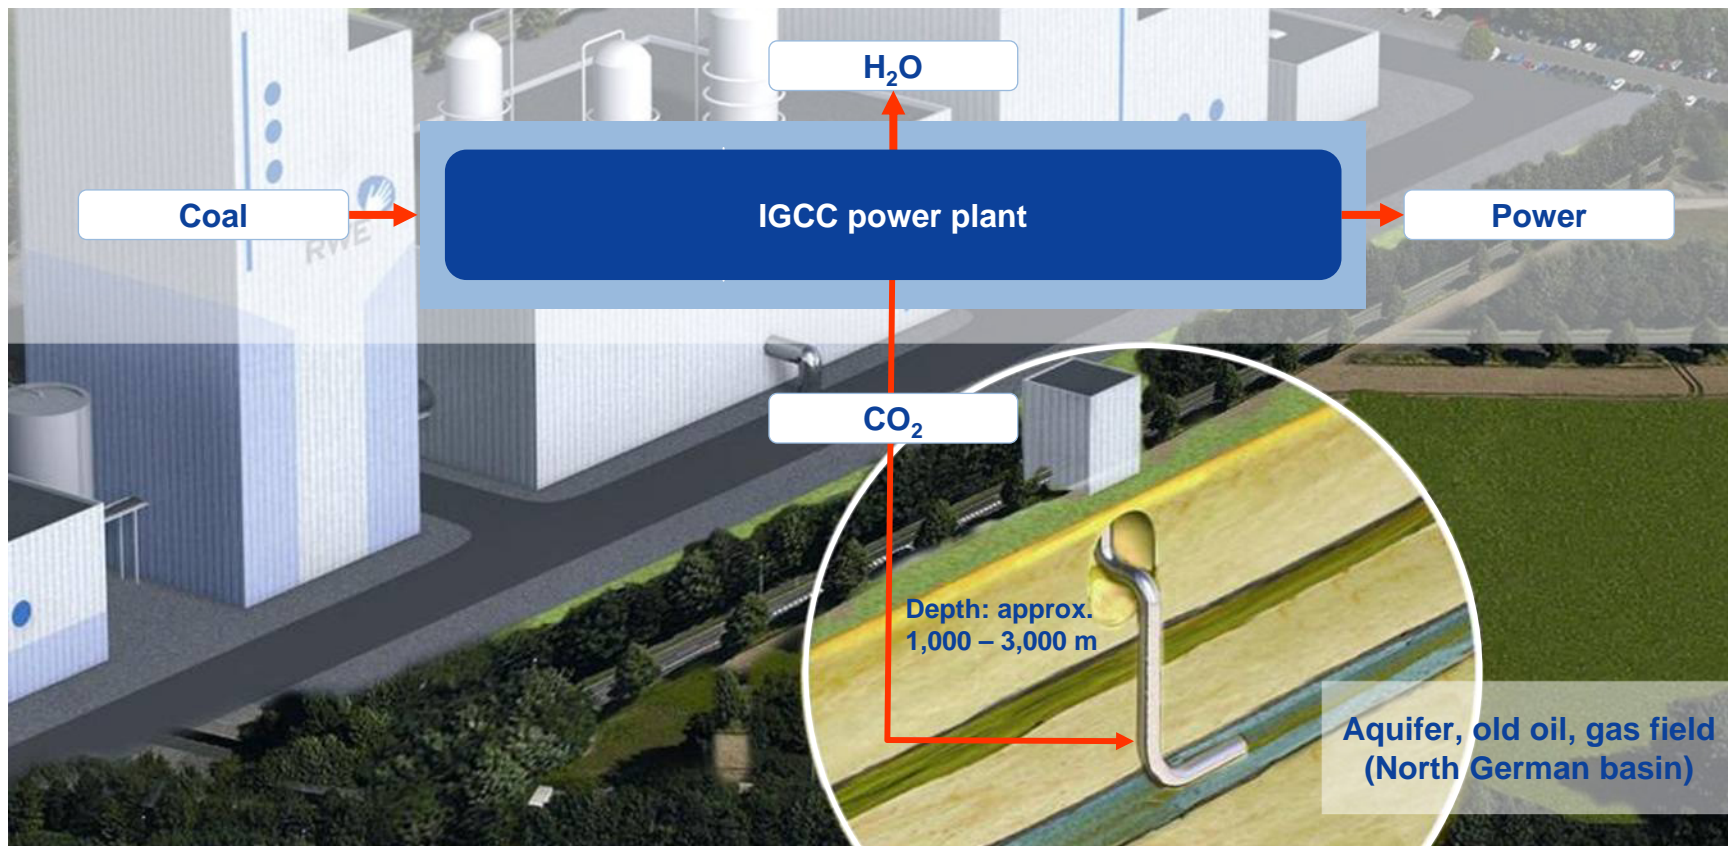 H₂O
Coal
IGCC power plant
Power
RWE
CO₂
Depth: approx.
1,000 – 3,000 m
Aquifer, old oil, gas field
(North German basin)